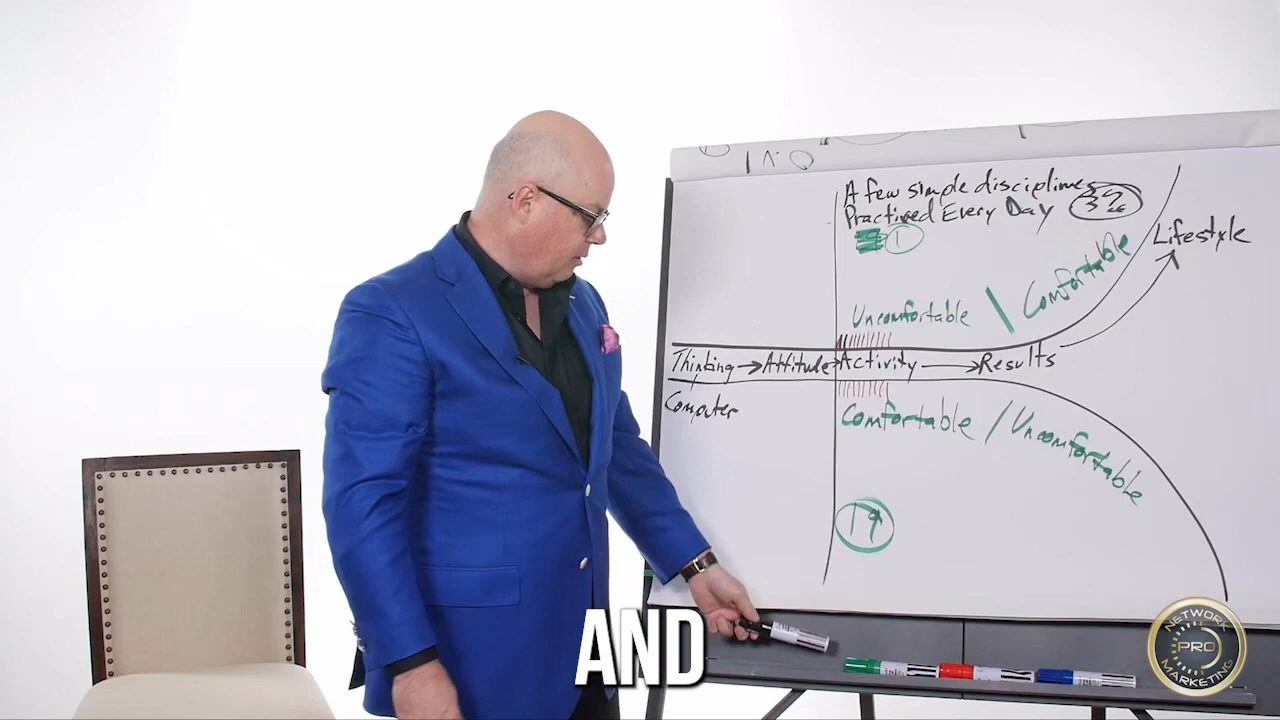 A few simple disciplines
Practiced Every Day
1
Lifestyle
Uncomfortable / Comfortable
Thinking → Attitude → Activity → Results
Computer
Comfortable / Uncomfortable
AND
NETWORK
PRO
MARKETING